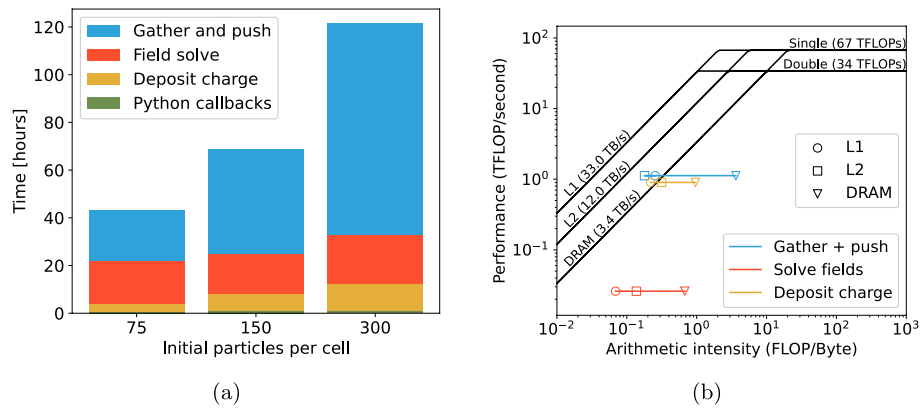 120
100
80
60
40
20
0
Time [hours]
Gather and push
Field solve
Deposit charge
Python callbacks
75
150
300
Initial particles per cell
(a)
10²
10¹
10⁰
10⁻¹
Performance (TFLOP/second)
Single (67 TFLOPs)
Double (34 TFLOPs)
L1 (33.0 TB/s)
L2 (12.0 TB/s)
DRAM (3.4 TB/s)
L1
L2
DRAM
Gather + push
Solve fields
Deposit charge
10⁻²
10⁻¹
10⁰
10¹
10²
10³
Arithmetic intensity (FLOP/Byte)
(b)